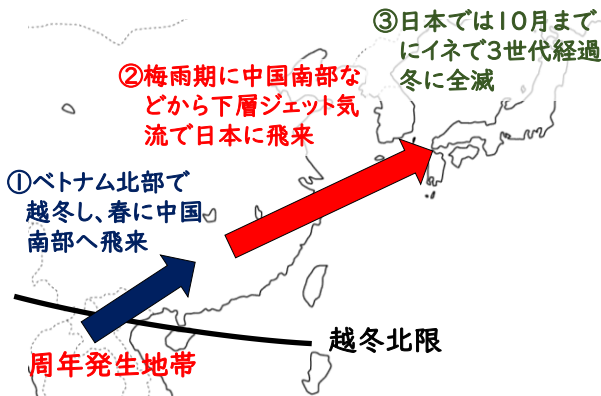 ③日本では10月まで
にイネで3世代経過
冬に全滅
②梅雨期に中国南部な
どから下層ジェット気
流で日本に飛来
①ベトナム北部で
越冬し、春に中国
南部へ飛来
越冬北限
周年発生地帯